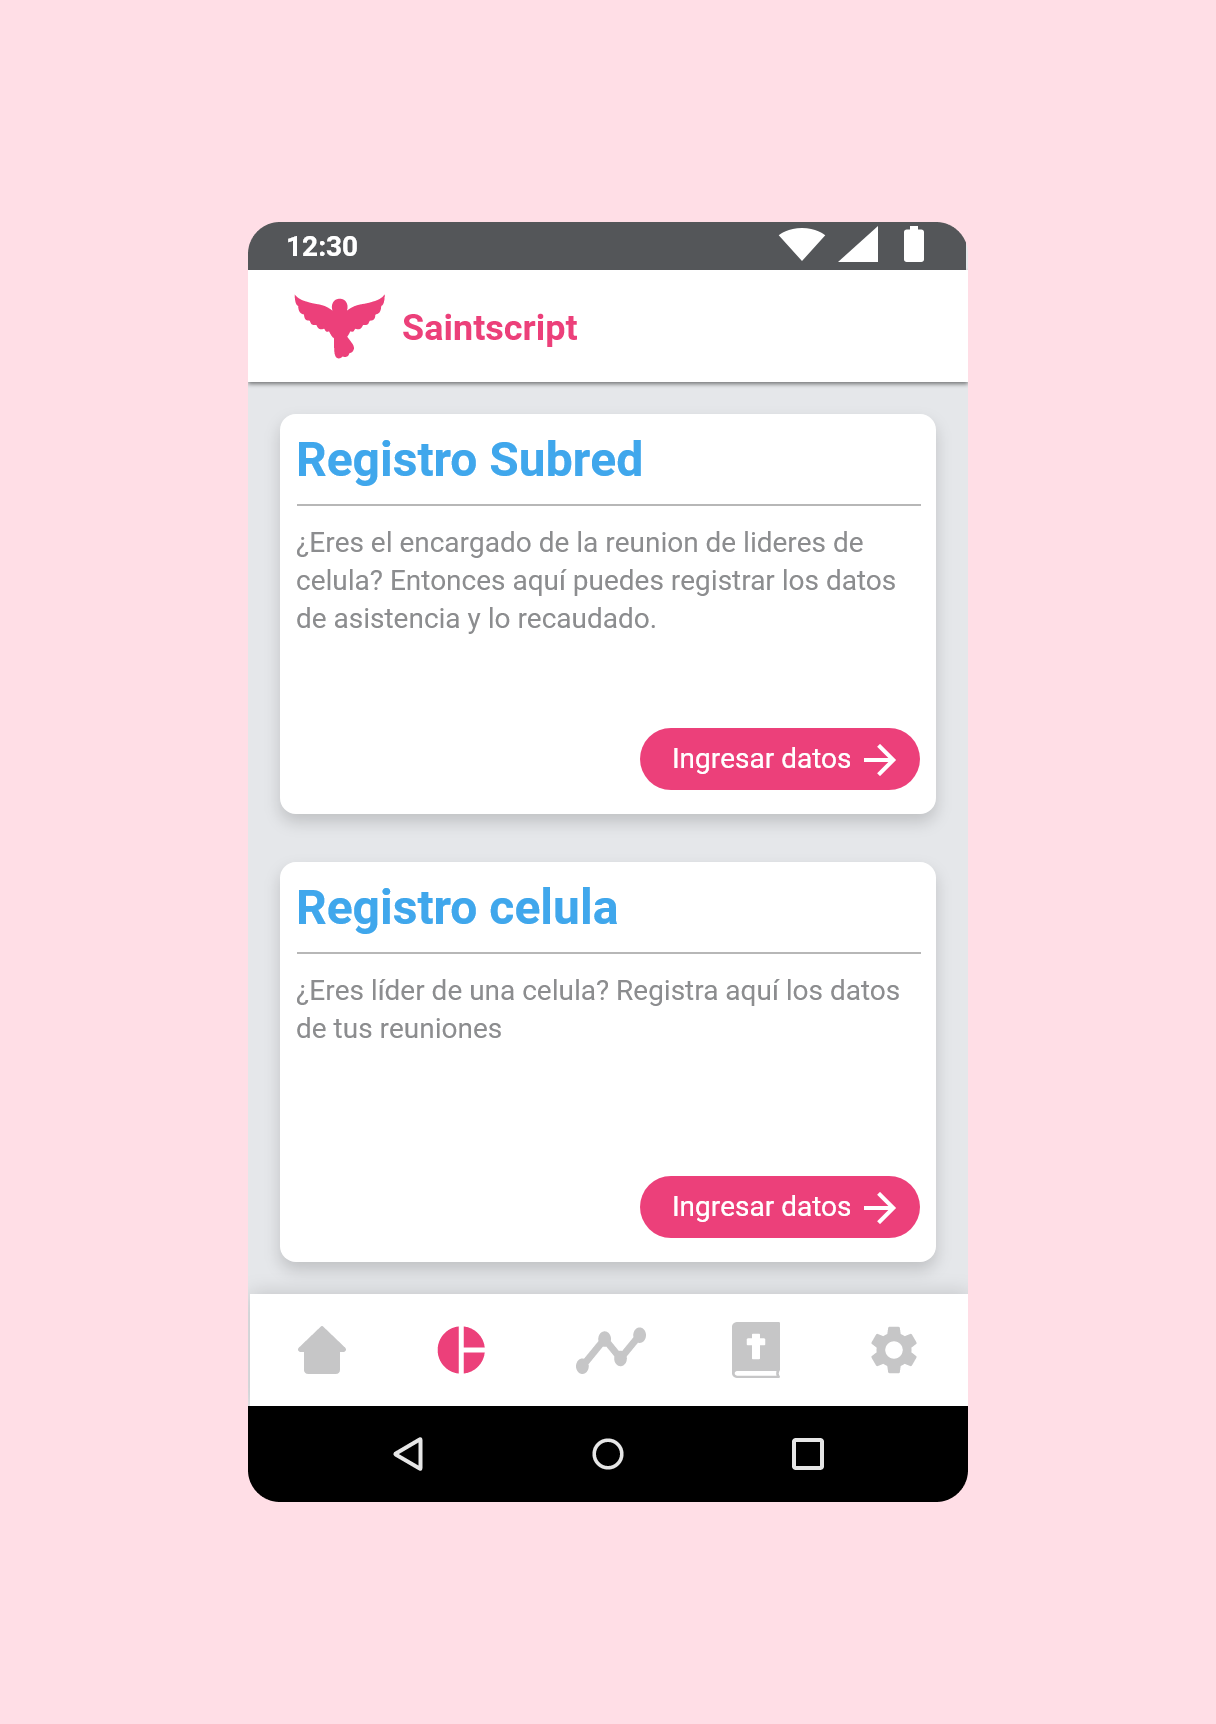 12:30
Saintscript
Registro Subred
¿Eres el encargado de la reunion de lideres de
celula? Entonces aquí puedes registrar los datos
de asistencia y lo recaudado.
Ingresar datos
Registro celula
¿Eres líder de una celula? Registra aquí los datos
de tus reuniones
Ingresar datos